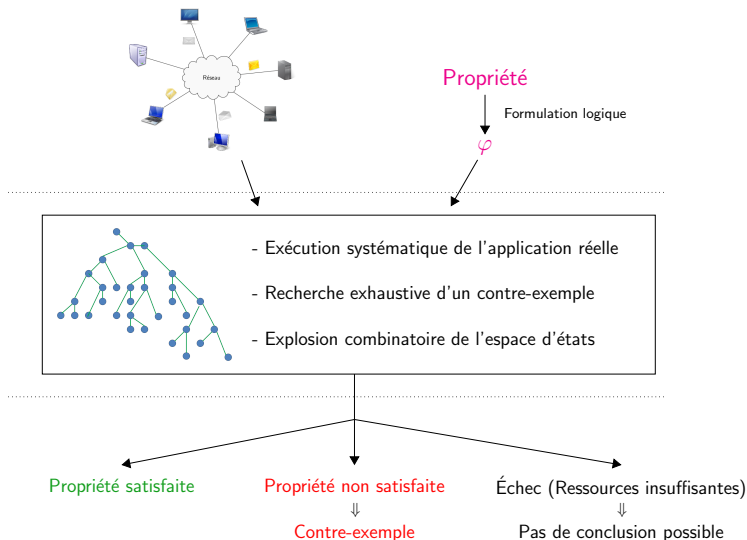 Réseau
Propriété
Formulation logique
φ
- Exécution systématique de l'application réelle
- Recherche exhaustive d'un contre-exemple
- Explosion combinatoire de l'espace d'états
Propriété satisfaite
Propriété non satisfaite
Échec (Ressources insuffisantes)
⇓
⇓
Contre-exemple
Pas de conclusion possible